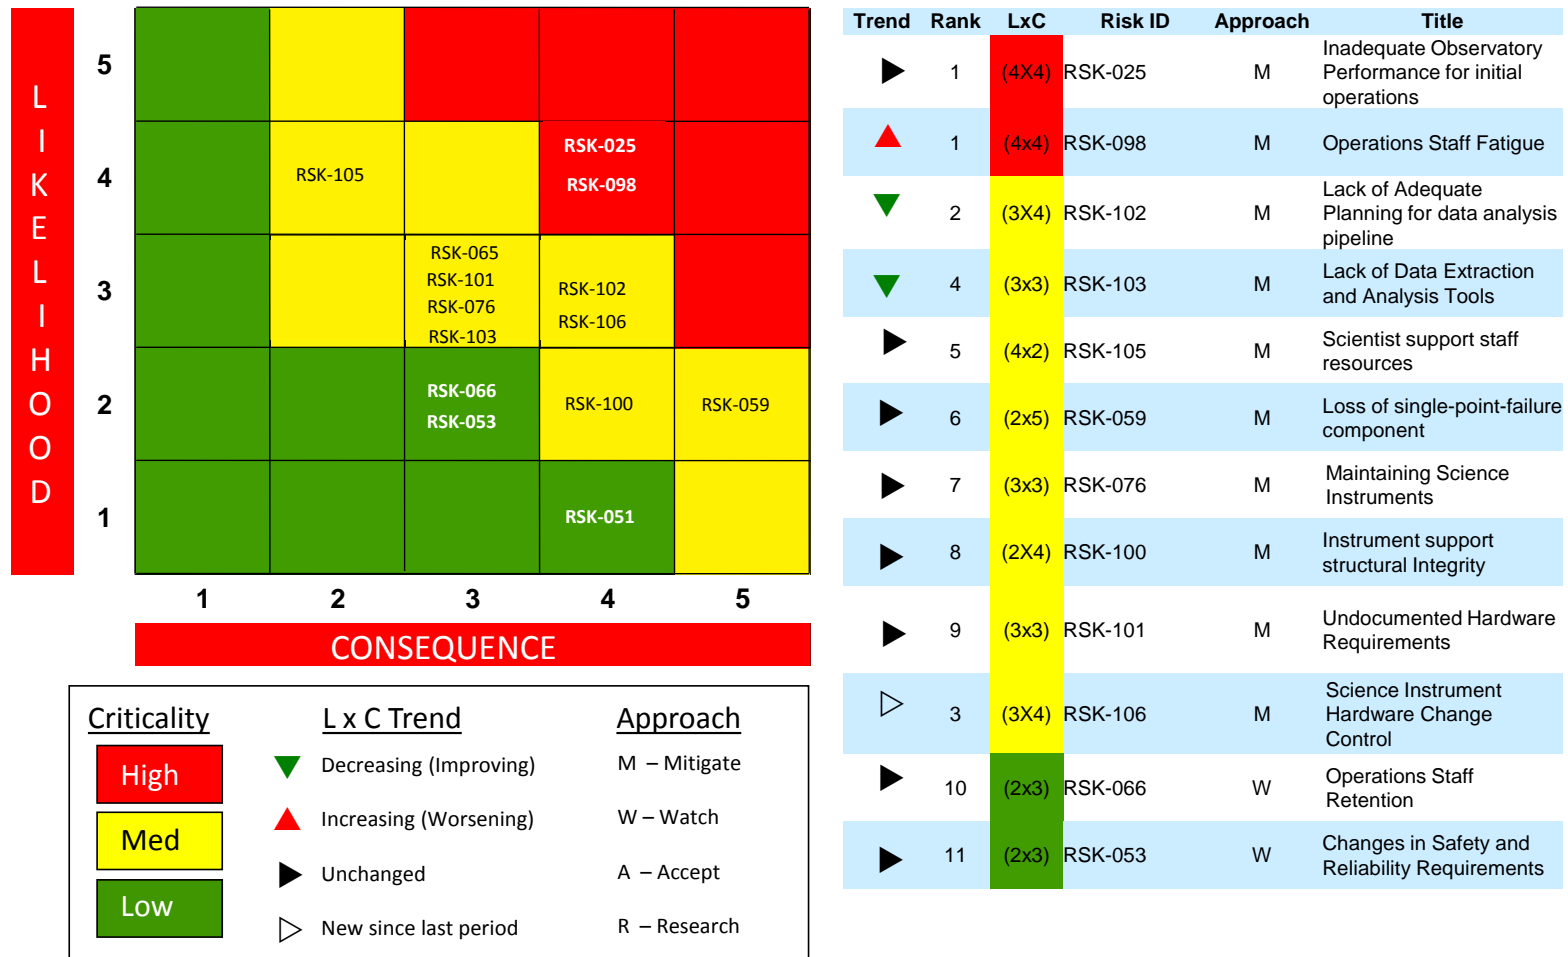 LIKELIHOOD
5
4
3
2
1
RSK-105
RSK-025
RSK-098
RSK-065
RSK-101
RSK-076
RSK-103
RSK-102
RSK-106
RSK-066
RSK-053
RSK-100
RSK-059
RSK-051
1 2 3 4 5
CONSEQUENCE
Criticality
High
Med
Low
L x C Trend
Decreasing (Improving)
Increasing (Worsening)
Unchanged
New since last period
Approach
M – Mitigate
W – Watch
A – Accept
R – Research
Trend Rank LxC Risk ID Approach Title
1 (4X4) RSK-025 M Inadequate Observatory
Performance for initial
operations
1 (4x4) RSK-098 M Operations Staff Fatigue
2 (3X4) RSK-102 M Lack of Adequate
Planning for data analysis
pipeline
4 (3x3) RSK-103 M Lack of Data Extraction
and Analysis Tools
5 (4x2) RSK-105 M Scientist support staff
resources
6 (2x5) RSK-059 M Loss of single-point-failure
component
7 (3x3) RSK-076 M Maintaining Science
Instruments
8 (2X4) RSK-100 M Instrument support
structural Integrity
9 (3x3) RSK-101 M Undocumented Hardware
Requirements
3 (3X4) RSK-106 M Science Instrument
Hardware Change
Control
10 (2x3) RSK-066 W Operations Staff
Retention
11 (2x3) RSK-053 W Changes in Safety and
Reliability Requirements